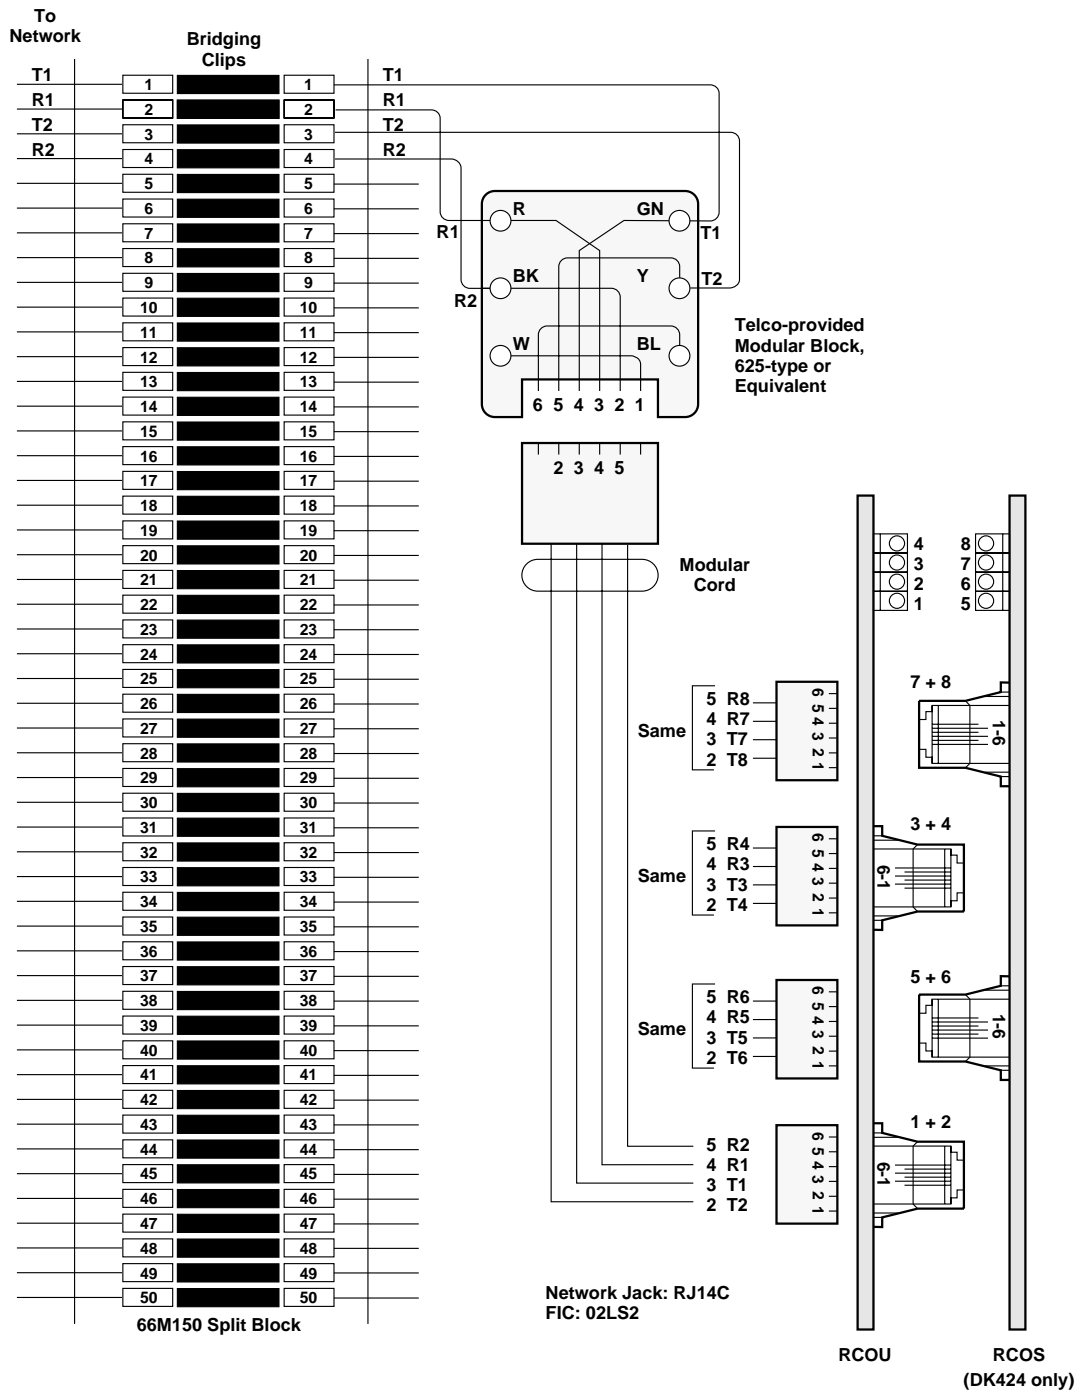 To
Network
Bridging
Clips
T1
R1
T2
R2
T1
R1
T2
R2
1 1
2 2
3 3
4 4
5 5
6 6
7 7
8 8
9 9
10 10
11 11
12 12
13 13
14 14
15 15
16 16
17 17
18 18
19 19
20 20
21 21
22 22
23 23
24 24
25 25
26 26
27 27
28 28
29 29
30 30
31 31
32 32
33 33
34 34
35 35
36 36
37 37
38 38
39 39
40 40
41 41
42 42
43 43
44 44
45 45
46 46
47 47
48 48
49 49
50 50
66M150 Split Block
R GN
R1 T1
BK Y T2
R2
W BL
6 5 4 3 2 1
Telco-provided
Modular Block,
625-type or
Equivalent
2 3 4 5
Modular
Cord
4 8
3 7
2 6
1 5
Same
5 R8
4 R7
3 T7
2 T8
6 5 4 3 2 1
7 + 8
1-6
Same
5 R4
4 R3
3 T3
2 T4
6 5 4 3 2 1
3 + 4
6-1
Same
5 R6
4 R5
3 T5
2 T6
6 5 4 3 2 1
5 + 6
1-6
5 R2
4 R1
3 T1
2 T2
6 5 4 3 2 1
1 + 2
6-1
Network Jack: RJ14C
FIC: 02LS2
RCOU
RCOS
(DK424 only)